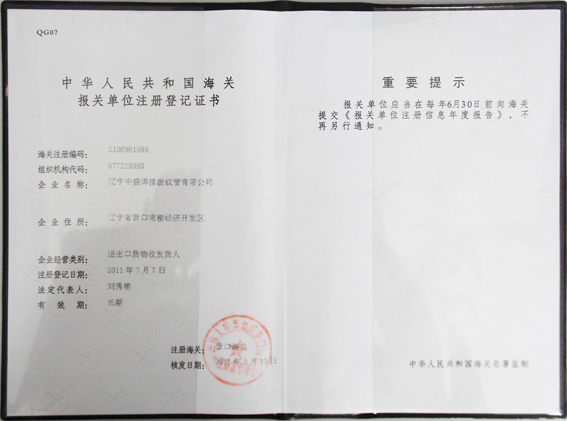 QG07
中华人民共和国海关
报关单位注册登记证书
海关注册编码：
组织机构代码：
企业名称：
辽宁中盛焊接波纹管有限公司
企业住所：
辽宁省营口南楼经济开发区
企业经营类别：
进出口货物收发货人
注册登记日期：
2011年7月7日
法定代表人：
有效期：
长期
注册海关：
营口海关
核发日期：
重要提示
报关单位应当在每年6月30日前向海关
提交《报关单位注册信息年度报告》，不
再另行通知。
中华人民共和国海关总署监制